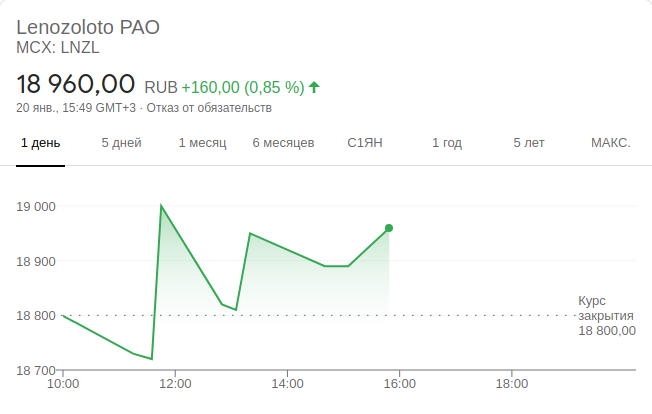 Lenozoloto PAO
MCX: LNZL
18 960,00 RUB +160,00 (0,85 %)
20 янв., 15:49 GMT+3 · Отказ от обязательств
1 день 5 дней 1 месяц 6 месяцев С1ЯН 1 год 5 лет МАКС.
19 000
18 900
18 800
18 700
Курс
закрытия
18 800,00
10:00 12:00 14:00 16:00 18:00